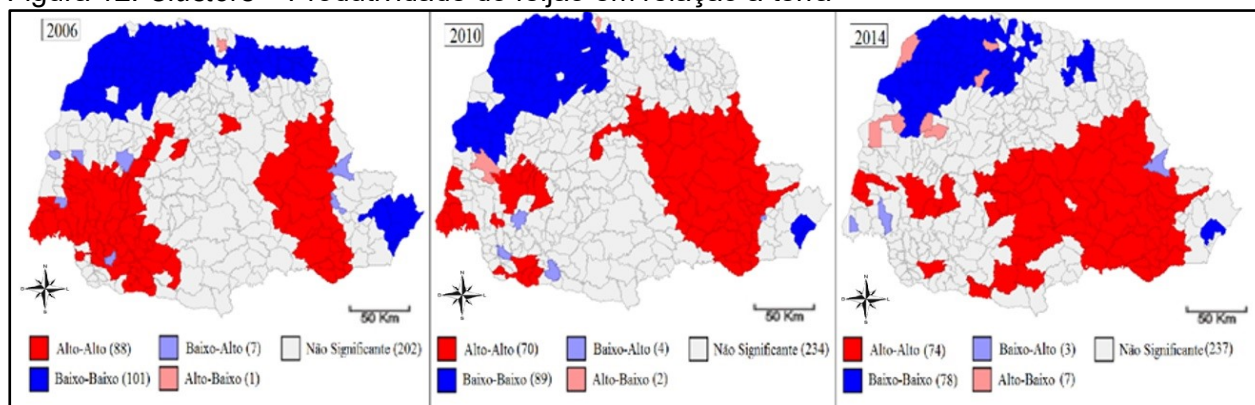 2006
N
50 Km
Alto-Alto (88)
Baixo-Alto (7)
Não Significante (202)
Baixo-Baixo (101)
Alto-Baixo (1)
2010
N
50 Km
Alto-Alto (70)
Baixo-Alto (4)
Não Significante (234)
Baixo-Baixo (89)
Alto-Baixo (2)
2014
N
50 Km
Alto-Alto (74)
Baixo-Alto (3)
Não Significante (237)
Baixo-Baixo (78)
Alto-Baixo (7)